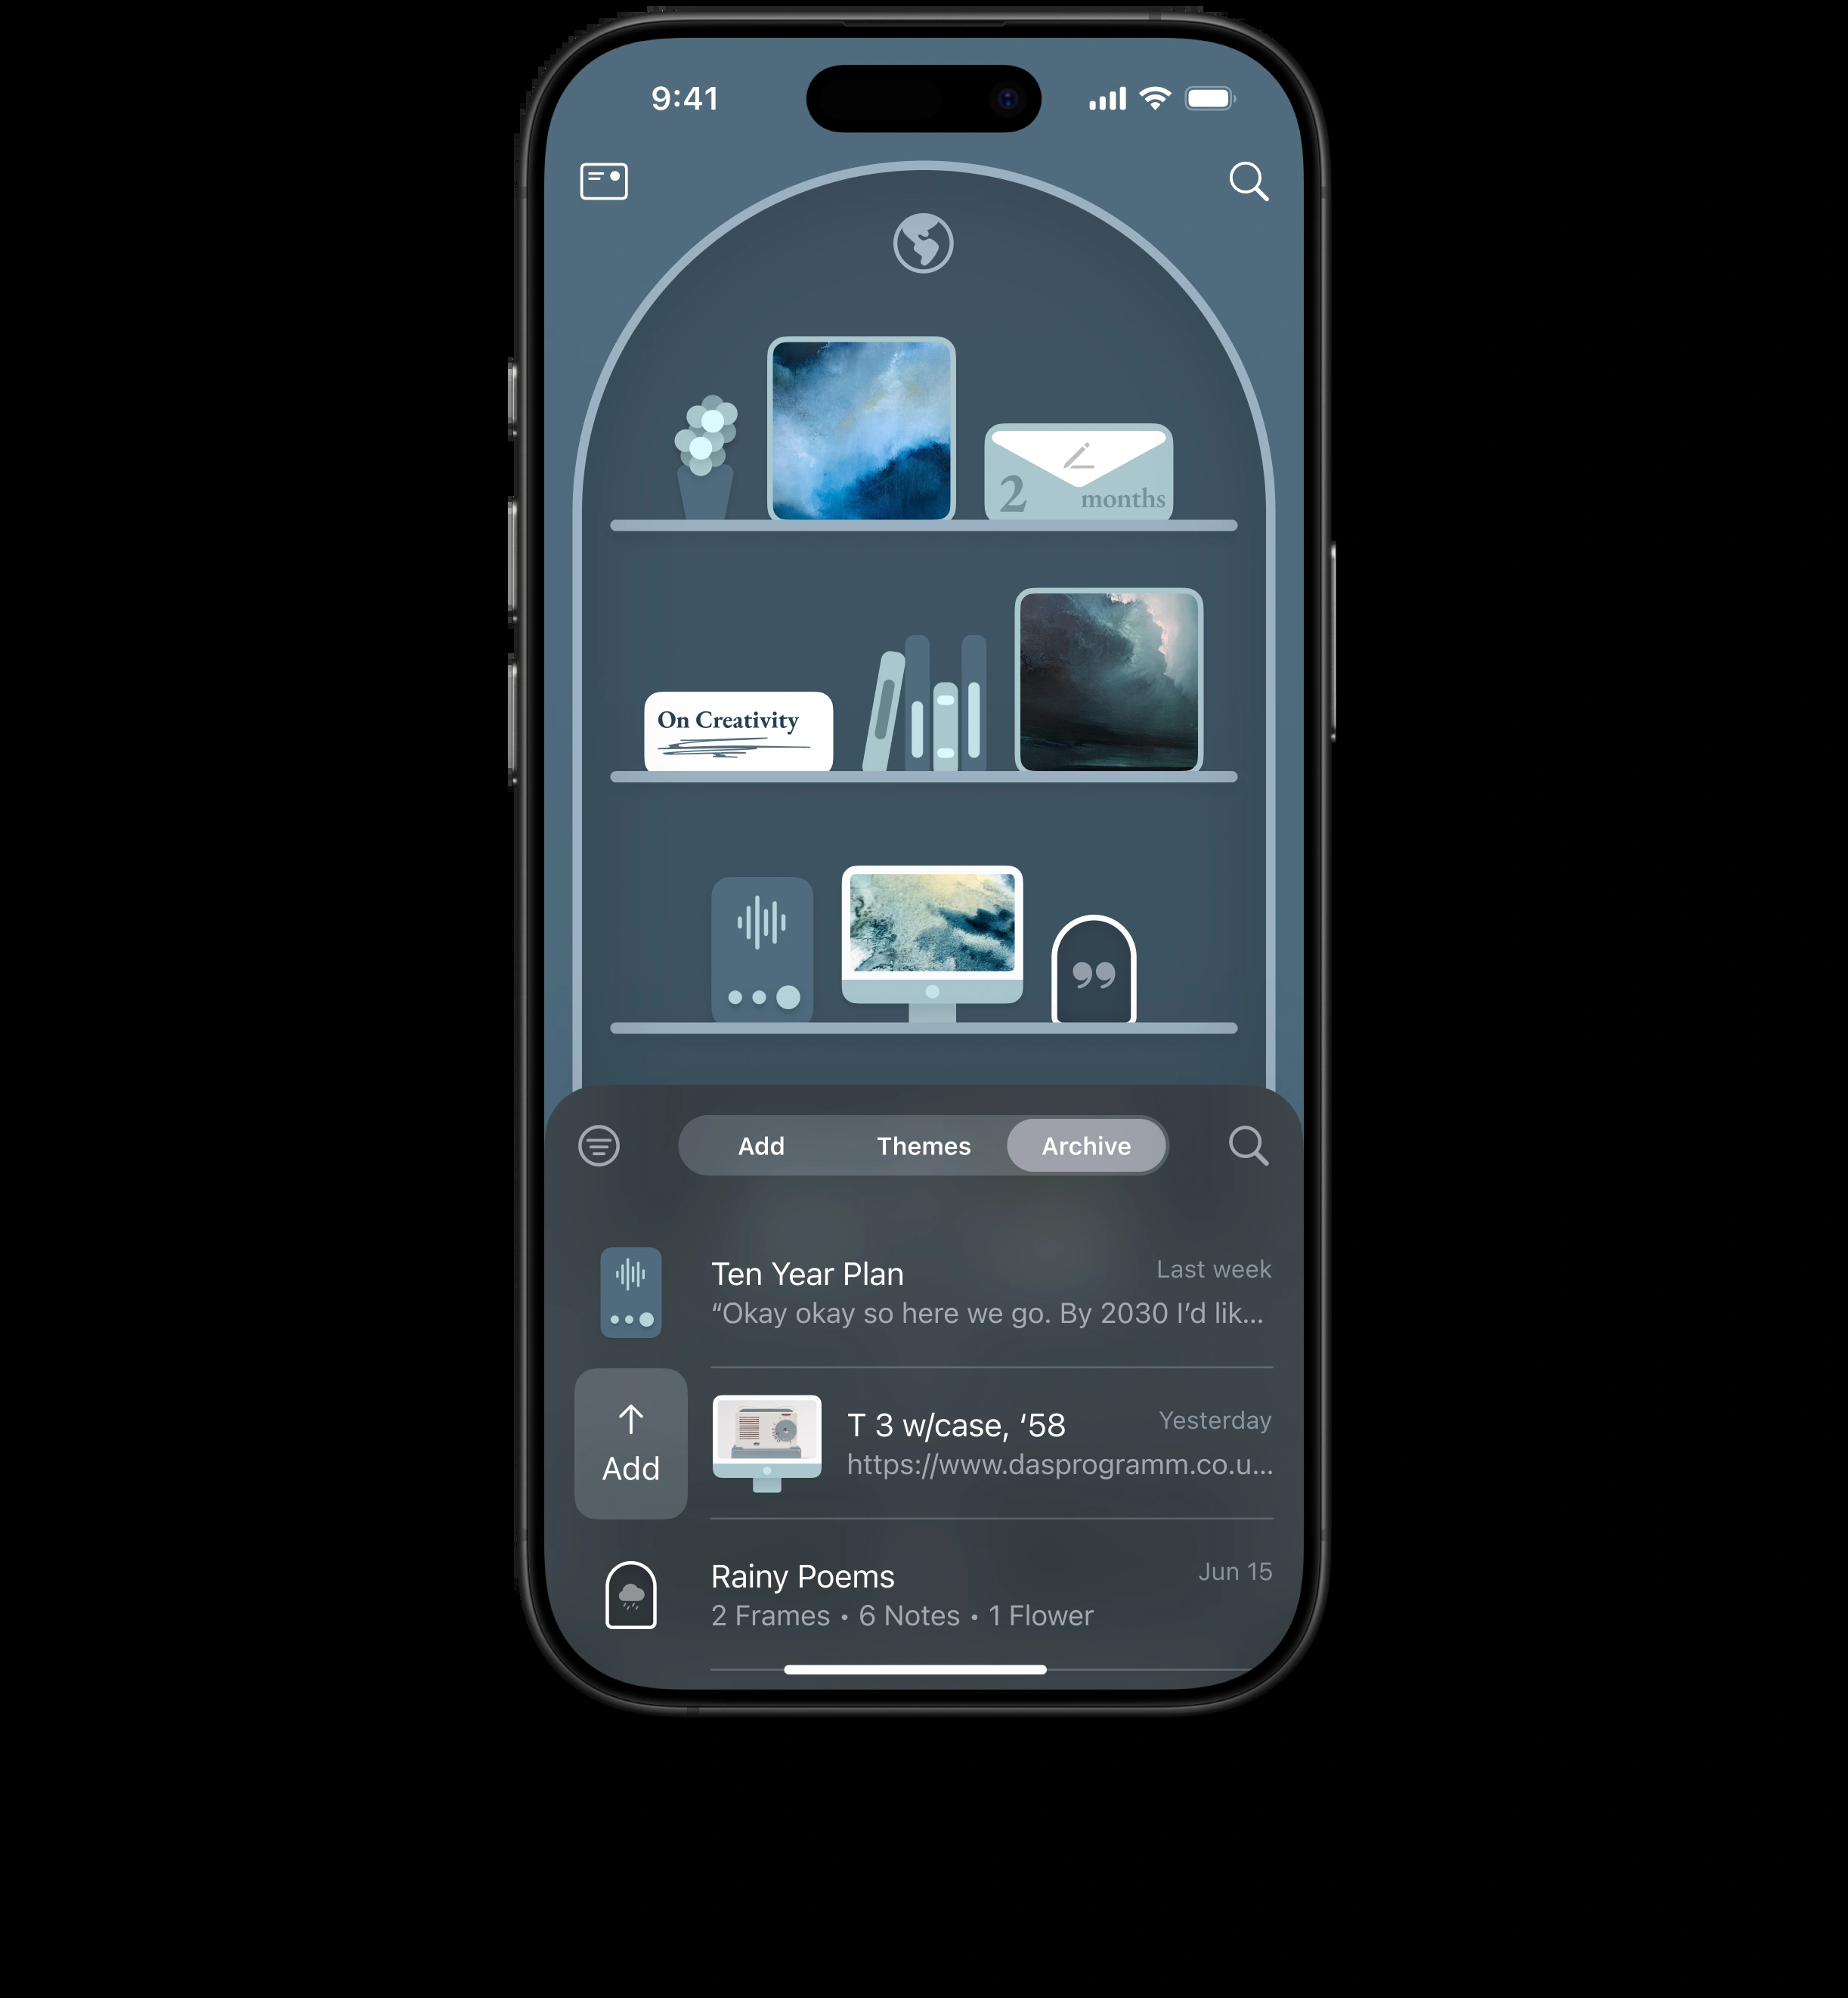 9:41
2 months
On Creativity
Add Themes Archive
Ten Year Plan Last week
“Okay okay so here we go. By 2030 I’d lik...
Add
T 3 w/case, ‘58 Yesterday
https://www.dasprogramm.co.u...
Rainy Poems Jun 15
2 Frames • 6 Notes • 1 Flower